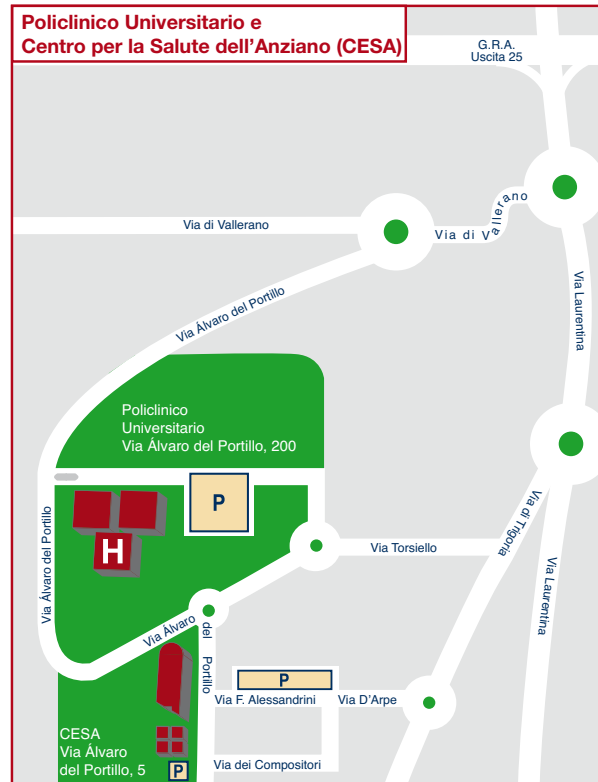 Policlinico Universitario e
Centro per la Salute dell'Anziano (CESA)
G.R.A.
Uscita 25
Via di Vallerano
Via di Vallerano
Via Laurentina
Via Álvaro del Portillo
Policlinico
Universitario
Via Álvaro del Portillo, 200
P
H
Via Álvaro del Portillo
Via Torsiello
Via di Trigoria
Via Laurentina
Via Álvaro del Portillo
P
Via F. Alessandrini
Via D'Arpe
CESA
Via Álvaro
del Portillo, 5
P
Via dei Compositori